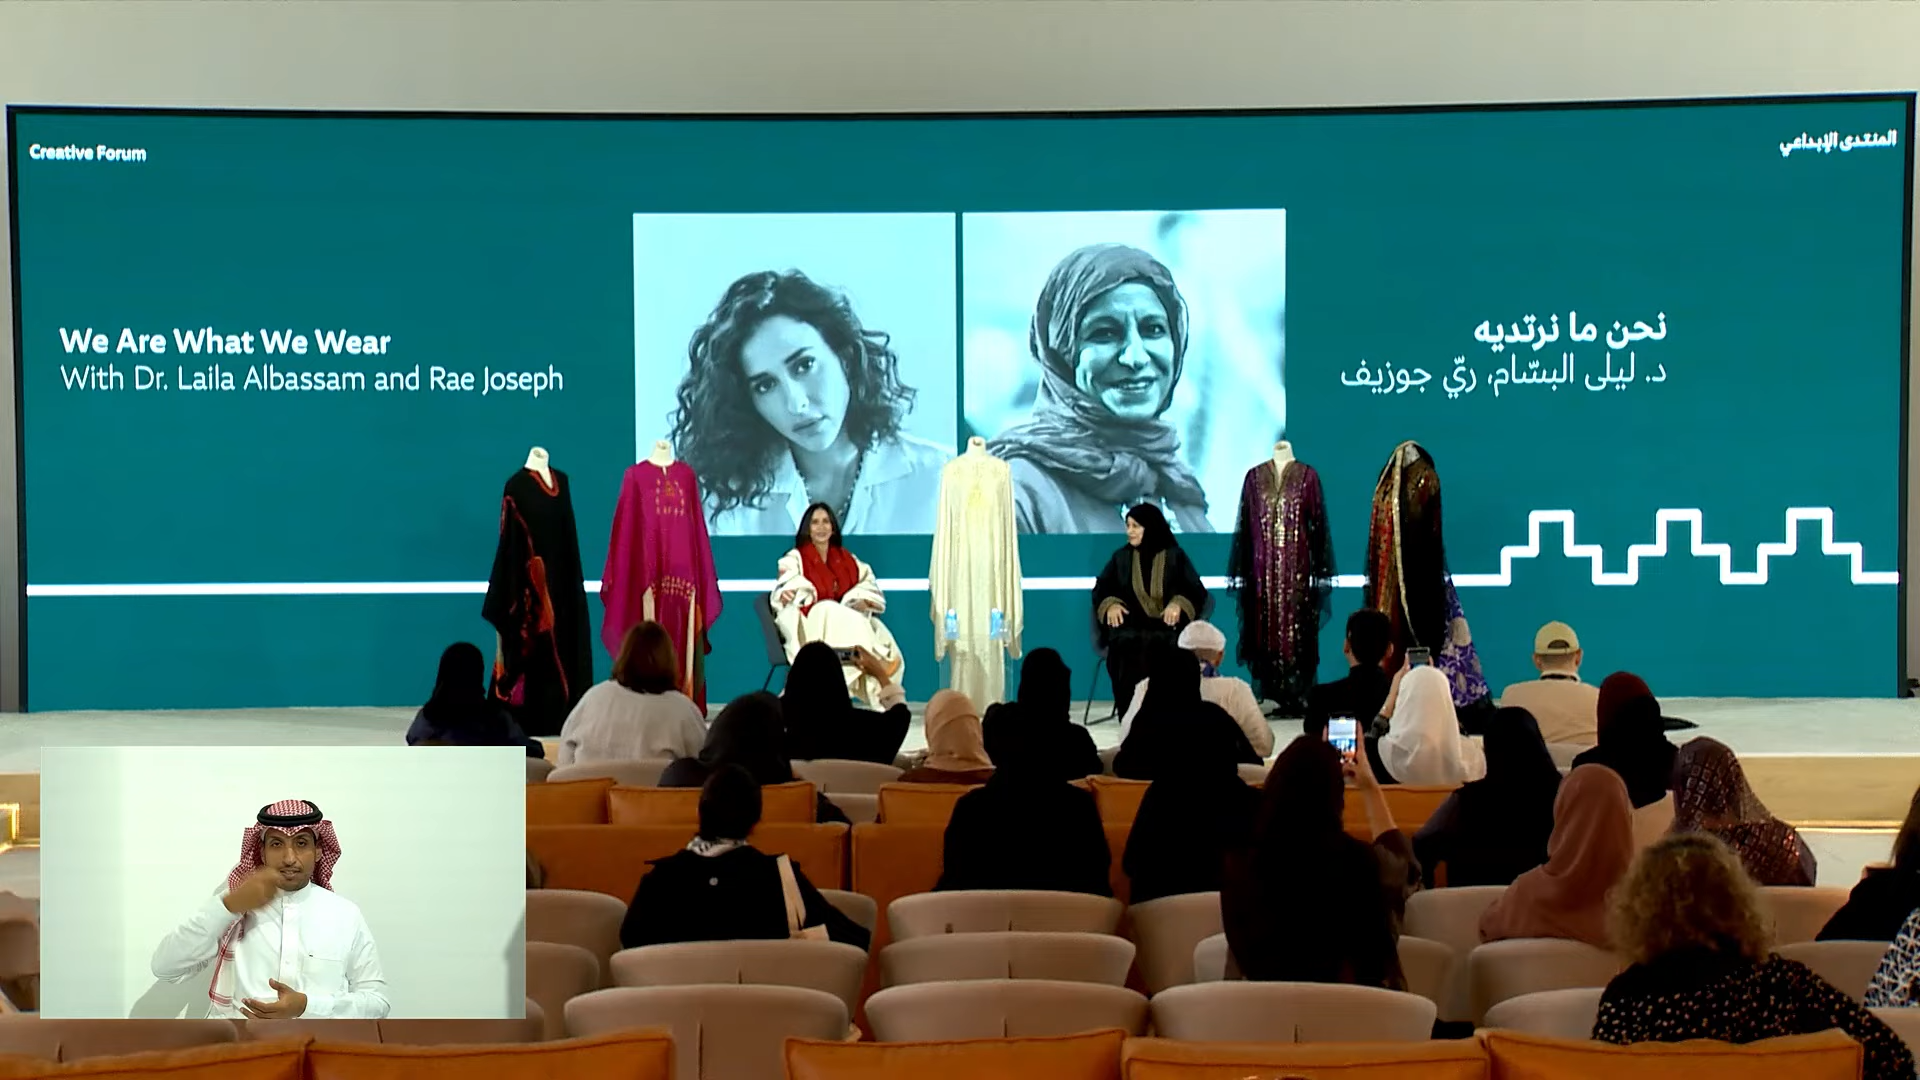 Creative Forum
المنتدى الإبداعي
We Are What We Wear
With Dr. Laila Albassam and Rae Joseph
نحن ما نرتديه
د. ليلى البسّام، ريّ جوزيف